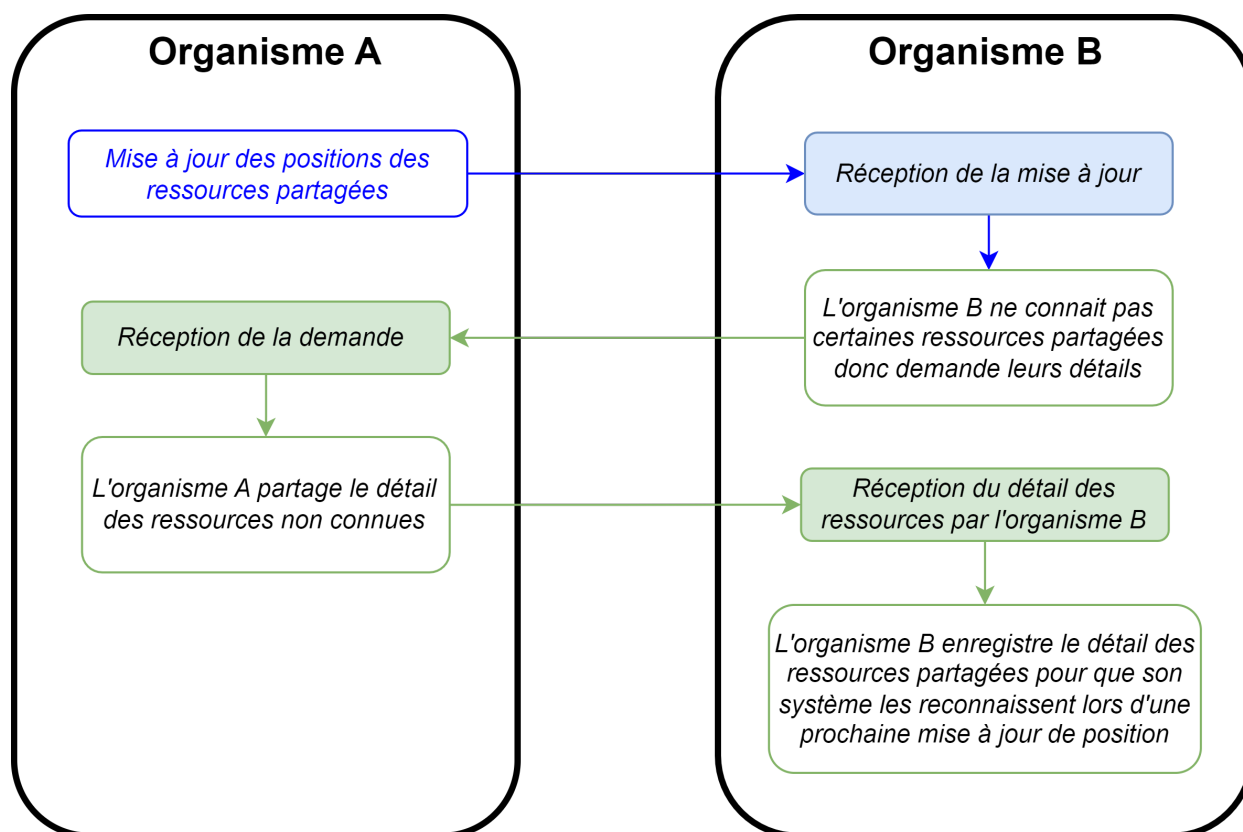 Organisme A
Organisme B
Mise à jour des positions des
ressources partagées
Réception de la mise à jour
L'organisme B ne connait pas
certaines ressources partagées
donc demande leurs détails
Réception de la demande
L'organisme A partage le détail
des ressources non connues
Réception du détail des
ressources par l'organisme B
L'organisme B enregistre le détail des
ressources partagées pour que son
système les reconnaissent lors d'une
prochaine mise à jour de position